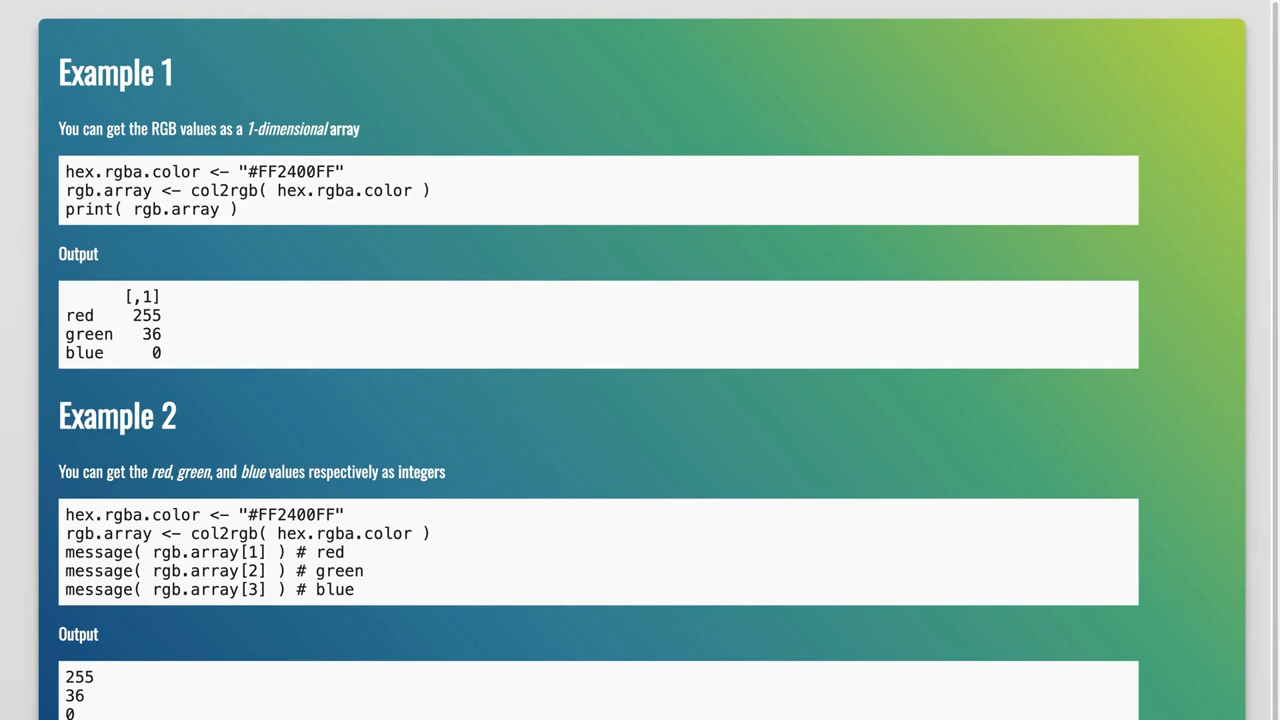 Example 1
You can get the RGB values as a 1-dimensional array
hex.rgba.color <- "#FF2400FF"
rgb.array <- col2rgb( hex.rgba.color )
print( rgb.array )
Output
[,1]
red 255
green 36
blue 0
Example 2
You can get the red, green, and blue values respectively as integers
hex.rgba.color <- "#FF2400FF"
rgb.array <- col2rgb( hex.rgba.color )
message( rgb.array[1] ) # red
message( rgb.array[2] ) # green
message( rgb.array[3] ) # blue
Output
255
36
0